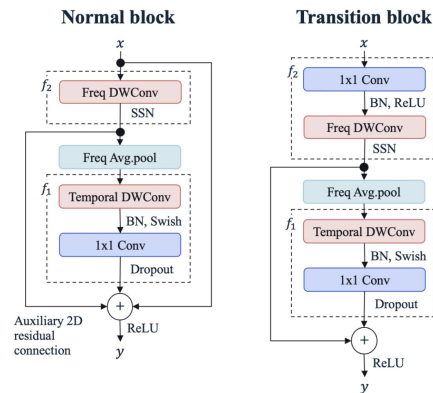 Normal block
x
f₂
Freq DWConv
SSN
Freq Avg.pool
f₁
Temporal DWConv
BN, Swish
1x1 Conv
Dropout
+
Auxiliary 2D
residual
connection
ReLU
y
Transition block
x
f₂
1x1 Conv
BN, ReLU
Freq DWConv
SSN
Freq Avg.pool
f₁
Temporal DWConv
BN, Swish
1x1 Conv
Dropout
+
ReLU
y